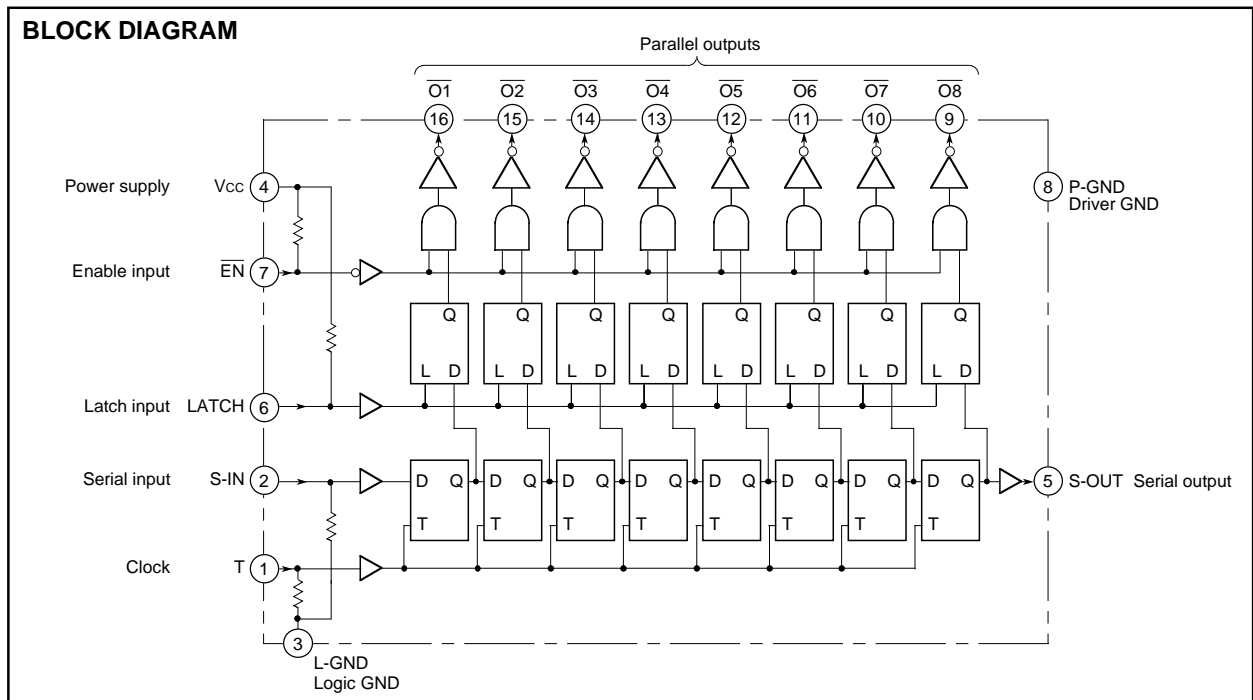 BLOCK DIAGRAM
Parallel outputs
O1 O2 O3 O4 O5 O6 O7 O8
16 15 14 13 12 11 10 9
Power supply Vcc 4
8 P-GND
Driver GND
Enable input EN 7
Q Q Q Q Q Q Q Q
L D L D L D L D L D L D L D L D
Latch input LATCH 6
Serial input S-IN 2
D Q D Q D Q D Q D Q D Q D Q D Q
5 S-OUT Serial output
T T T T T T T T
Clock T 1
3
L-GND
Logic GND